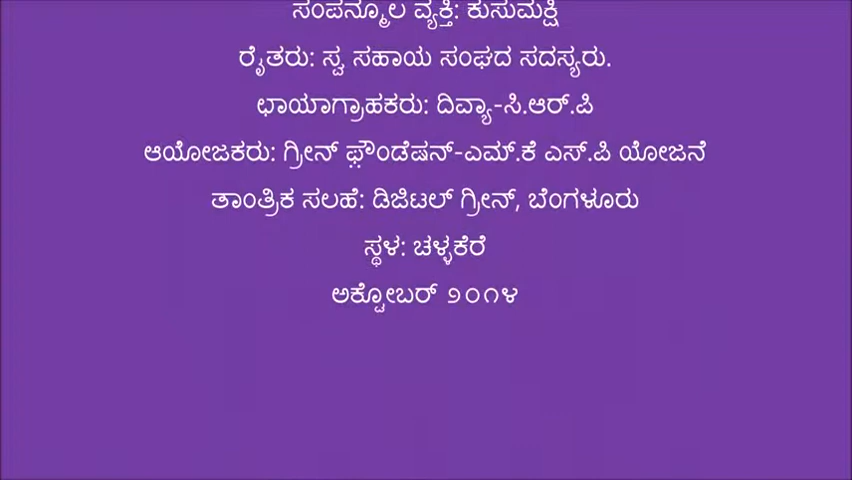 ಸಂಪನ್ಮೂಲ ವ್ಯಕ್ತಿ: ಕುಸುಮಕ್ಷಿ
ರೈತರು: ಸ್ವ ಸಹಾಯ ಸಂಘದ ಸದಸ್ಯರು.
ಛಾಯಾಗ್ರಾಹಕರು: ದಿವ್ಯಾ-ಸಿ.ಆರ್.ಪಿ
ಆಯೋಜಕರು: ಗ್ರೀನ್ ಫ಼ೌಂಡೆಷನ್-ಎಮ್.ಕೆ ಎಸ್.ಪಿ ಯೋಜನೆ
ತಾಂತ್ರಿಕ ಸಲಹೆ: ಡಿಜಿಟಲ್ ಗ್ರೀನ್, ಬೆಂಗಳೂರು
ಸ್ಥಳ: ಚಳ್ಳಕೆರೆ
ಅಕ್ಟೋಬರ್ ೨೦೧೪